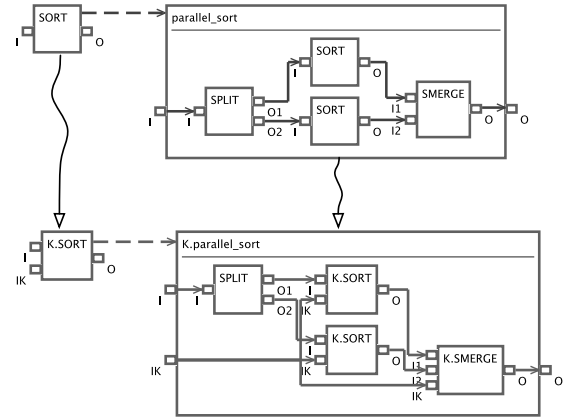 SORT
I
O
parallel_sort
SORT
I
O
SPLIT
I
I
O1
O2
SORT
I
O
SMERGE
I1
I2
O
O
K.SORT
I
IK
O
K.parallel_sort
SPLIT
I
I
O1
O2
K.SORT
I
IK
O
K.SORT
I
IK
O
IK
K.SMERGE
I1
I2
IK
O
O